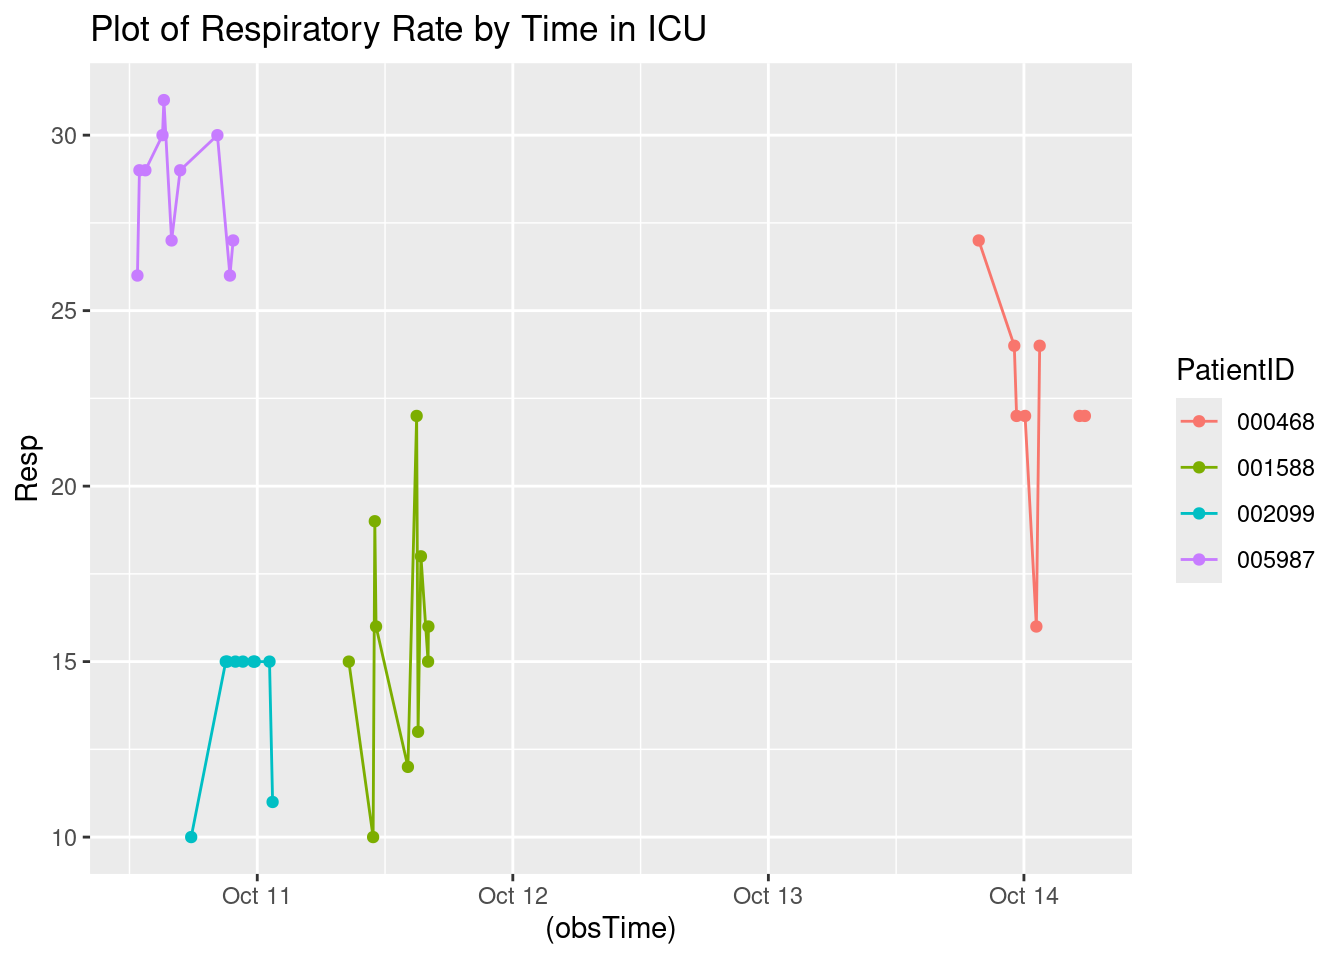 Plot of Respiratory Rate by Time in ICU
30
25
20
15
10
Resp
Oct 11
Oct 12
Oct 13
Oct 14
(obsTime)
PatientID
000468
001588
002099
005987